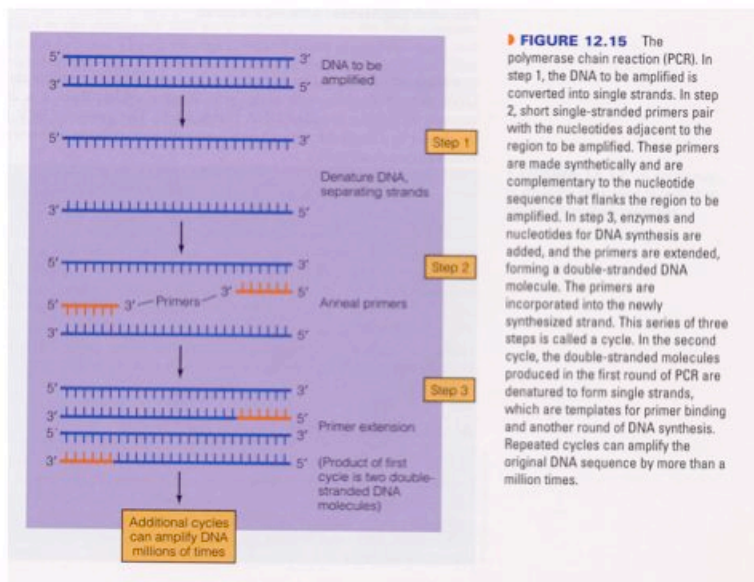 5' 3' DNA to be
3' 5' amplified
5' 3' Step 1
Denature DNA,
separating strands
3' 5'
5' 3' Step 2
3' 5'
5' 3' Primers Anneal primers
3' 5'
5' 3' Step 3
3' 5' Primer extension
5' 3'
3' 5' (Product of first
cycle is two double-
stranded DNA
molecules)
Additional cycles
can amplify DNA
millions of times
FIGURE 12.15 The
polymerase chain reaction (PCR). In
step 1, the DNA to be amplified is
converted into single strands. In step
2, short single-stranded primers pair
with the nucleotides adjacent to the
region to be amplified. These primers
are made synthetically and are
complementary to the nucleotide
sequence that flanks the region to be
amplified. In step 3, enzymes and
nucleotides for DNA synthesis are
added, and the primers are extended,
forming a double-stranded DNA
molecule. The primers are
incorporated into the newly
synthesized strand. This series of three
steps is called a cycle. In the second
cycle, the double-stranded molecules
produced in the first round of PCR are
denatured to form single strands,
which are templates for primer binding
and another round of DNA synthesis.
Repeated cycles can amplify the
original DNA sequence by more than a
million times.